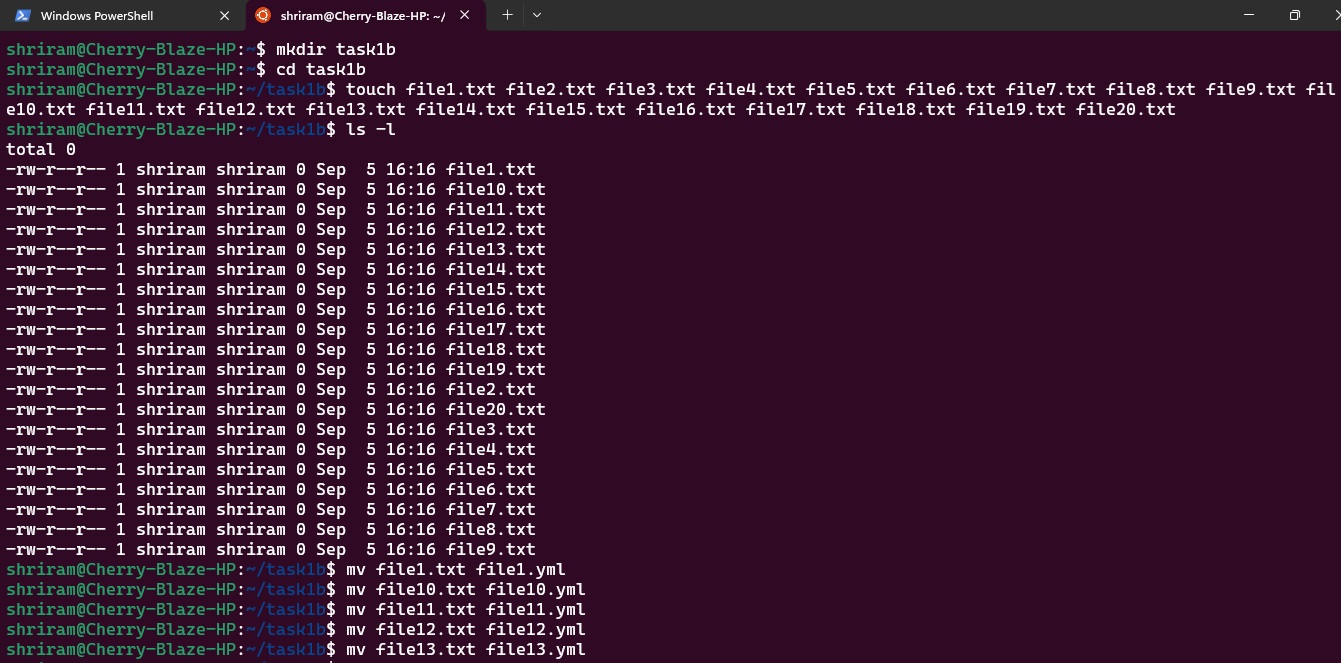 Windows PowerShell
shriram@Cherry-Blaze-HP: ~/
shriram@Cherry-Blaze-HP:~$ mkdir task1b
shriram@Cherry-Blaze-HP:~$ cd task1b
shriram@Cherry-Blaze-HP:~/task1b$ touch file1.txt file2.txt file3.txt file4.txt file5.txt file6.txt file7.txt file8.txt file9.txt fil
e10.txt file11.txt file12.txt file13.txt file14.txt file15.txt file16.txt file17.txt file18.txt file19.txt file20.txt
shriram@Cherry-Blaze-HP:~/task1b$ ls -l
total 0
-rw-r--r-- 1 shriram shriram 0 Sep  5 16:16 file1.txt
-rw-r--r-- 1 shriram shriram 0 Sep  5 16:16 file10.txt
-rw-r--r-- 1 shriram shriram 0 Sep  5 16:16 file11.txt
-rw-r--r-- 1 shriram shriram 0 Sep  5 16:16 file12.txt
-rw-r--r-- 1 shriram shriram 0 Sep  5 16:16 file13.txt
-rw-r--r-- 1 shriram shriram 0 Sep  5 16:16 file14.txt
-rw-r--r-- 1 shriram shriram 0 Sep  5 16:16 file15.txt
-rw-r--r-- 1 shriram shriram 0 Sep  5 16:16 file16.txt
-rw-r--r-- 1 shriram shriram 0 Sep  5 16:16 file17.txt
-rw-r--r-- 1 shriram shriram 0 Sep  5 16:16 file18.txt
-rw-r--r-- 1 shriram shriram 0 Sep  5 16:16 file19.txt
-rw-r--r-- 1 shriram shriram 0 Sep  5 16:16 file2.txt
-rw-r--r-- 1 shriram shriram 0 Sep  5 16:16 file20.txt
-rw-r--r-- 1 shriram shriram 0 Sep  5 16:16 file3.txt
-rw-r--r-- 1 shriram shriram 0 Sep  5 16:16 file4.txt
-rw-r--r-- 1 shriram shriram 0 Sep  5 16:16 file5.txt
-rw-r--r-- 1 shriram shriram 0 Sep  5 16:16 file6.txt
-rw-r--r-- 1 shriram shriram 0 Sep  5 16:16 file7.txt
-rw-r--r-- 1 shriram shriram 0 Sep  5 16:16 file8.txt
-rw-r--r-- 1 shriram shriram 0 Sep  5 16:16 file9.txt
shriram@Cherry-Blaze-HP:~/task1b$ mv file1.txt file1.yml
shriram@Cherry-Blaze-HP:~/task1b$ mv file10.txt file10.yml
shriram@Cherry-Blaze-HP:~/task1b$ mv file11.txt file11.yml
shriram@Cherry-Blaze-HP:~/task1b$ mv file12.txt file12.yml
shriram@Cherry-Blaze-HP:~/task1b$ mv file13.txt file13.yml